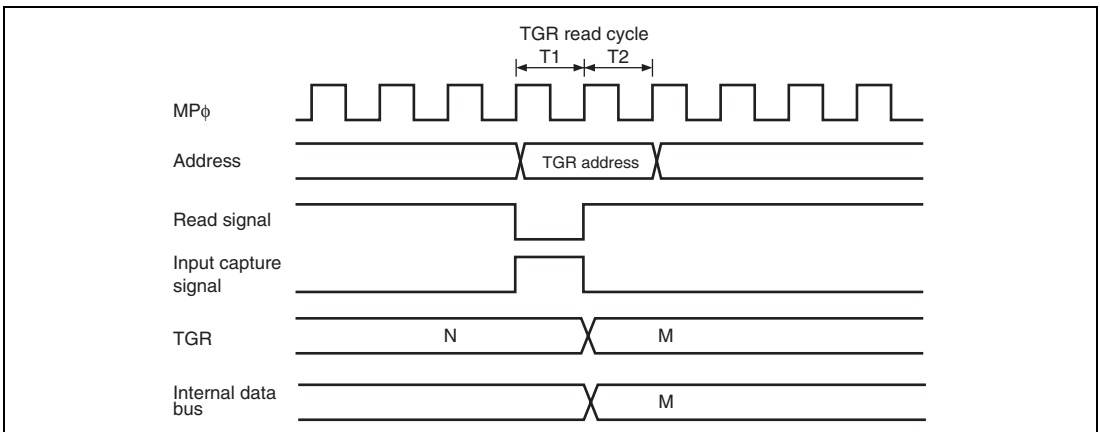 TGR read cycle
T1 T2
MPϕ
Address
TGR address
Read signal
Input capture
signal
TGR
N
M
Internal data
bus
M